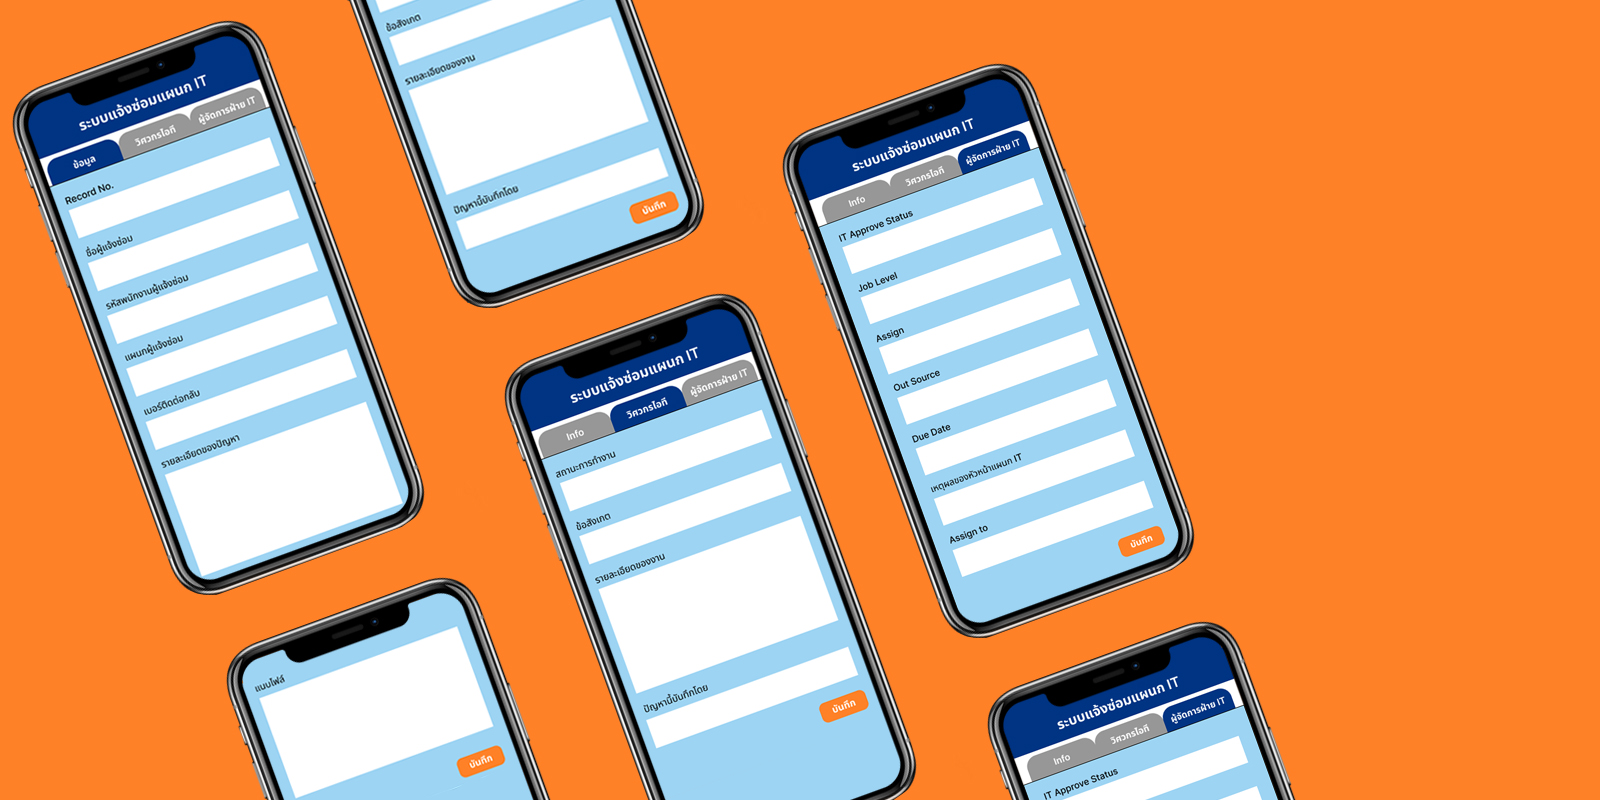 ระบบแจ้งซ่อมแผนก IT
ข้อมูล
วิศวกรไอที
ผู้จัดการฝ่าย IT
Record No.
ชื่อผู้แจ้งซ่อม
รหัสพนักงานผู้แจ้งซ่อม
แผนกผู้แจ้งซ่อม
เบอร์ติดต่อกลับ
รายละเอียดของปัญหา
ข้อสังเกต
รายละเอียดของงาน
ปัญหานี้บันทึกโดย
บันทึก
แนบไฟล์
บันทึก
ระบบแจ้งซ่อมแผนก IT
Info
วิศวกรไอที
ผู้จัดการฝ่าย IT
สถานะการทำงาน
ข้อสังเกต
รายละเอียดของงาน
ปัญหานี้บันทึกโดย
บันทึก
ระบบแจ้งซ่อมแผนก IT
Info
วิศวกรไอที
ผู้จัดการฝ่าย IT
IT Approve Status
Job Level
Assign
Out Source
Due Date
เหตุผลของหัวหน้าแผนก IT
Assign to
บันทึก
ระบบแจ้งซ่อมแผนก IT
Info
วิศวกรไอที
ผู้จัดการฝ่าย IT
IT Approve Status